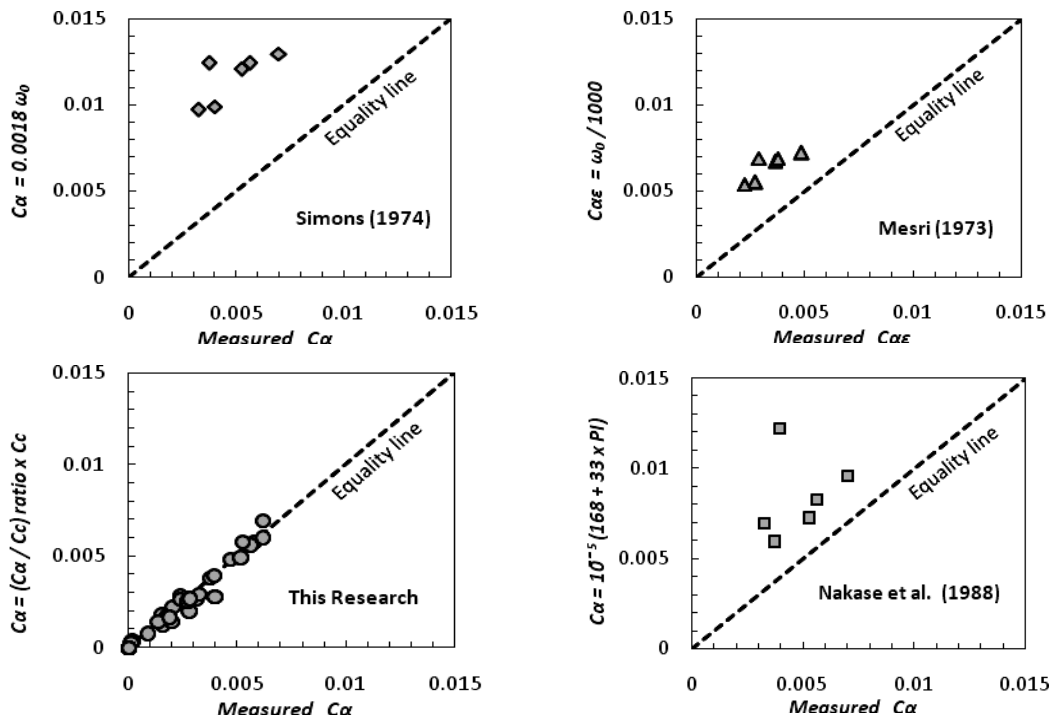 Cα = 0.0018 ω₀
0.015
0.01
0.005
0
Equality line
Simons (1974)
0 0.005 0.01 0.015
Measured Cα
Cαε = ω₀ / 1000
0.015
0.01
0.005
0
Equality line
Mesri (1973)
0 0.005 0.01 0.015
Measured Cαε
Cα = (Cα / Cc) ratio x Cc
0.015
0.01
0.005
0
Equality line
This Research
0 0.005 0.01 0.015
Measured Cα
Cα = 10⁻⁵ (168 + 33 x PI)
0.015
0.01
0.005
0
Equality line
Nakase et al. (1988)
0 0.005 0.01 0.015
Measured Cα